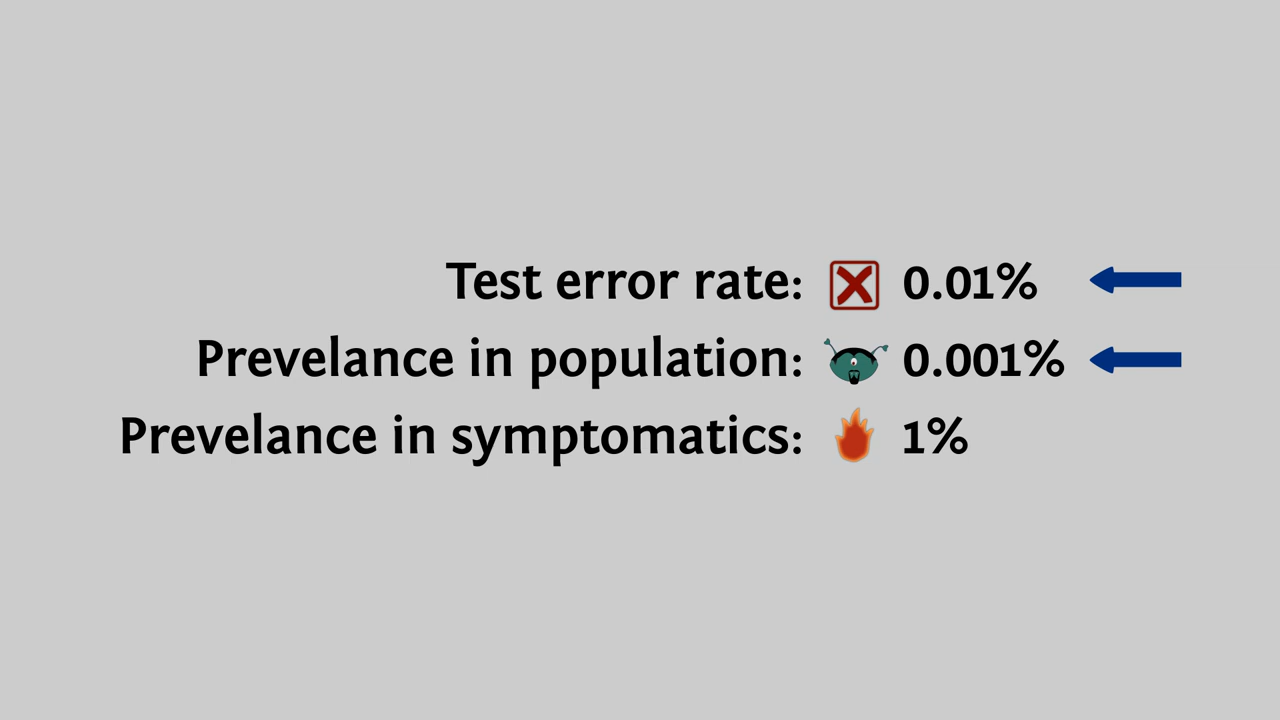 Test error rate: 0.01%
Prevelance in population: 0.001%
Prevelance in symptomatics: 1%